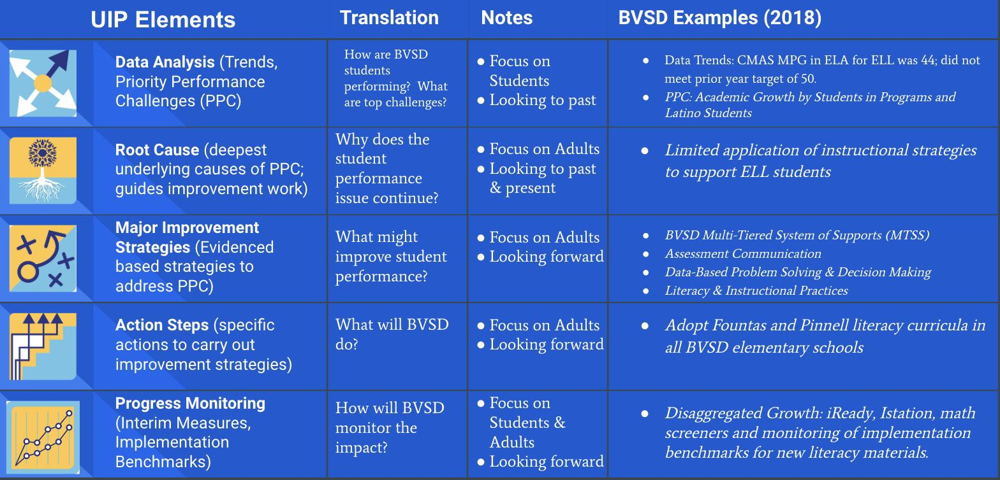 UIP Elements
Translation
Notes
BVSD Examples (2018)
Data Analysis (Trends,
Priority Performance
Challenges (PPC)
How are BVSD
students
performing? What
are top challenges?
● Focus on
Students
● Looking to past
● Data Trends: CMAS MPG in ELA for ELL was 44; did not
meet prior year target of 50.
● PPC: Academic Growth by Students in Programs and
Latino Students
Root Cause (deepest
underlying causes of PPC;
guides improvement work)
Why does the
student
performance
issue continue?
● Focus on Adults
● Looking to past
& present
● Limited application of instructional strategies
to support ELL students
Major Improvement
Strategies (Evidenced
based strategies to
address PPC)
What might
improve student
performance?
● Focus on Adults
● Looking forward
● BVSD Multi-Tiered System of Supports (MTSS)
● Assessment Communication
● Data-Based Problem Solving & Decision Making
● Literacy & Instructional Practices
Action Steps (specific
actions to carry out
improvement strategies)
What will BVSD
do?
● Focus on Adults
● Looking forward
● Adopt Fountas and Pinnell literacy curricula in
all BVSD elementary schools
Progress Monitoring
(Interim Measures,
Implementation
Benchmarks)
How will BVSD
monitor the
impact?
● Focus on
Students &
Adults
● Looking forward
● Disaggregated Growth: iReady, Istation, math
screeners and monitoring of implementation
benchmarks for new literacy materials.